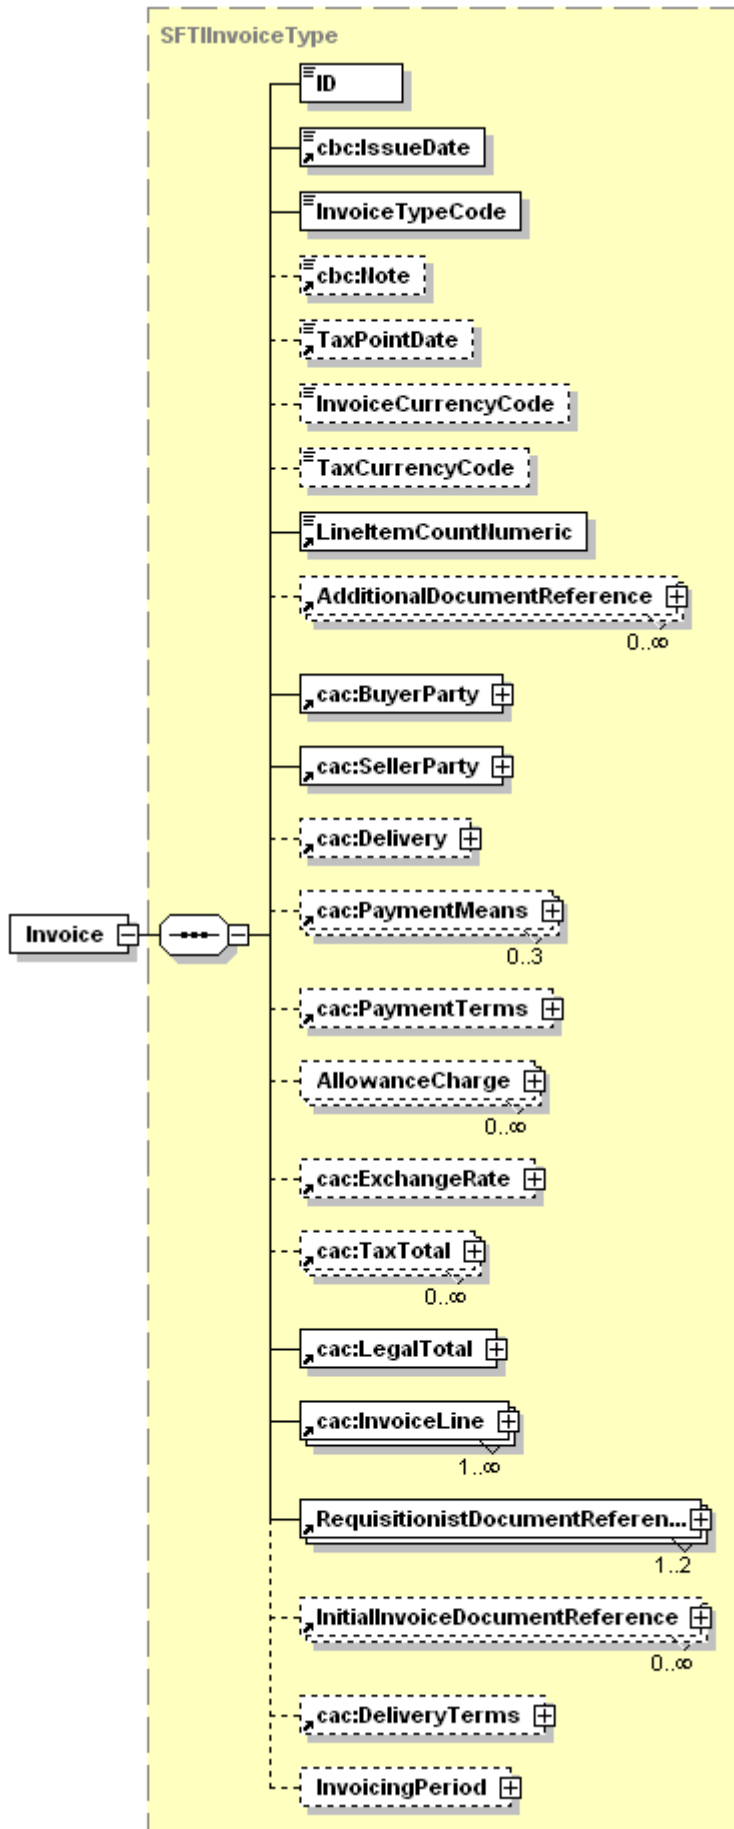 SFTIInvoiceType
ID
cbc:IssueDate
InvoiceTypeCode
cbc:Note
TaxPointDate
InvoiceCurrencyCode
TaxCurrencyCode
LineItemCountNumeric
AdditionalDocumentReference
0..∞
cac:BuyerParty
cac:SellerParty
cac:Delivery
Invoice
cac:PaymentMeans
0..3
cac:PaymentTerms
AllowanceCharge
0..∞
cac:ExchangeRate
cac:TaxTotal
0..∞
cac:LegalTotal
cac:InvoiceLine
1..∞
RequisitionistDocumentReferen...
1..2
InitialInvoiceDocumentReference
0..∞
cac:DeliveryTerms
InvoicingPeriod